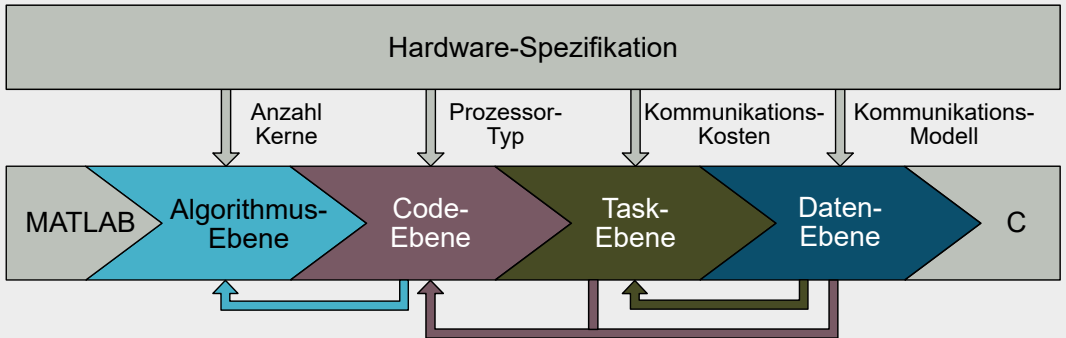 Hardware-Spezifikation
Anzahl
Kerne
Prozessor-
Typ
Kommunikations-
Kosten
Kommunikations-
Modell
MATLAB
Algorithmus-
Ebene
Code-
Ebene
Task-
Ebene
Daten-
Ebene
C